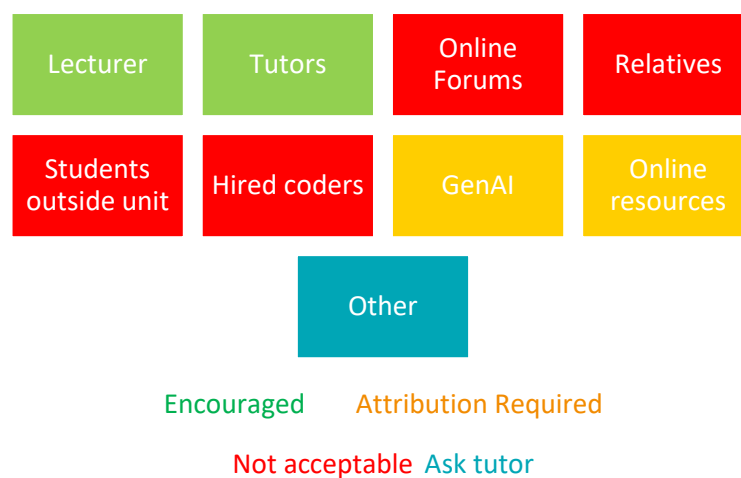 Lecturer
Tutors
Online
Forums
Relatives
Students
outside unit
Hired coders
GenAI
Online
resources
Other
Encouraged
Attribution Required
Not acceptable
Ask tutor